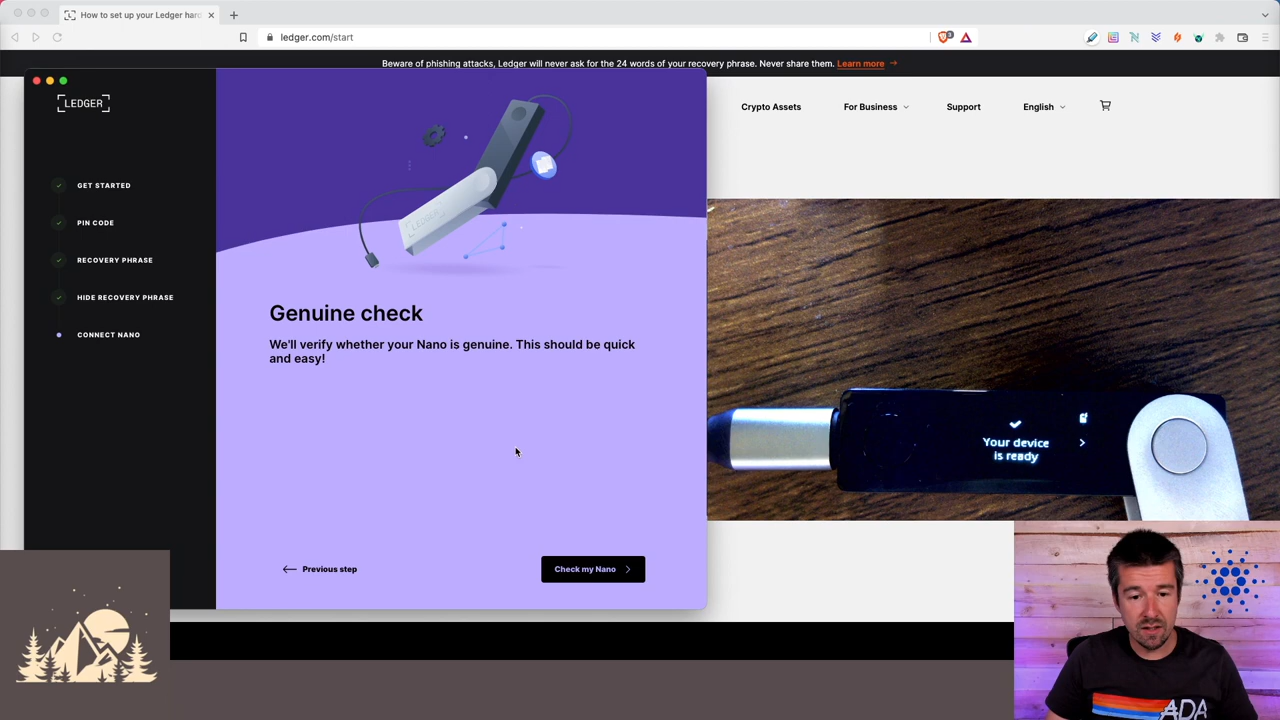 How to set up your Ledger hard
ledger.com/start
Beware of phishing attacks, Ledger will never ask for the 24 words of your recovery phrase. Never share them. Learn more
LEDGER
Crypto Assets
For Business
Support
English
GET STARTED
PIN CODE
RECOVERY PHRASE
HIDE RECOVERY PHRASE
CONNECT NANO
Genuine check
We'll verify whether your Nano is genuine. This should be quick
and easy!
Previous step
Check my Nano
Your device
is ready
ADA